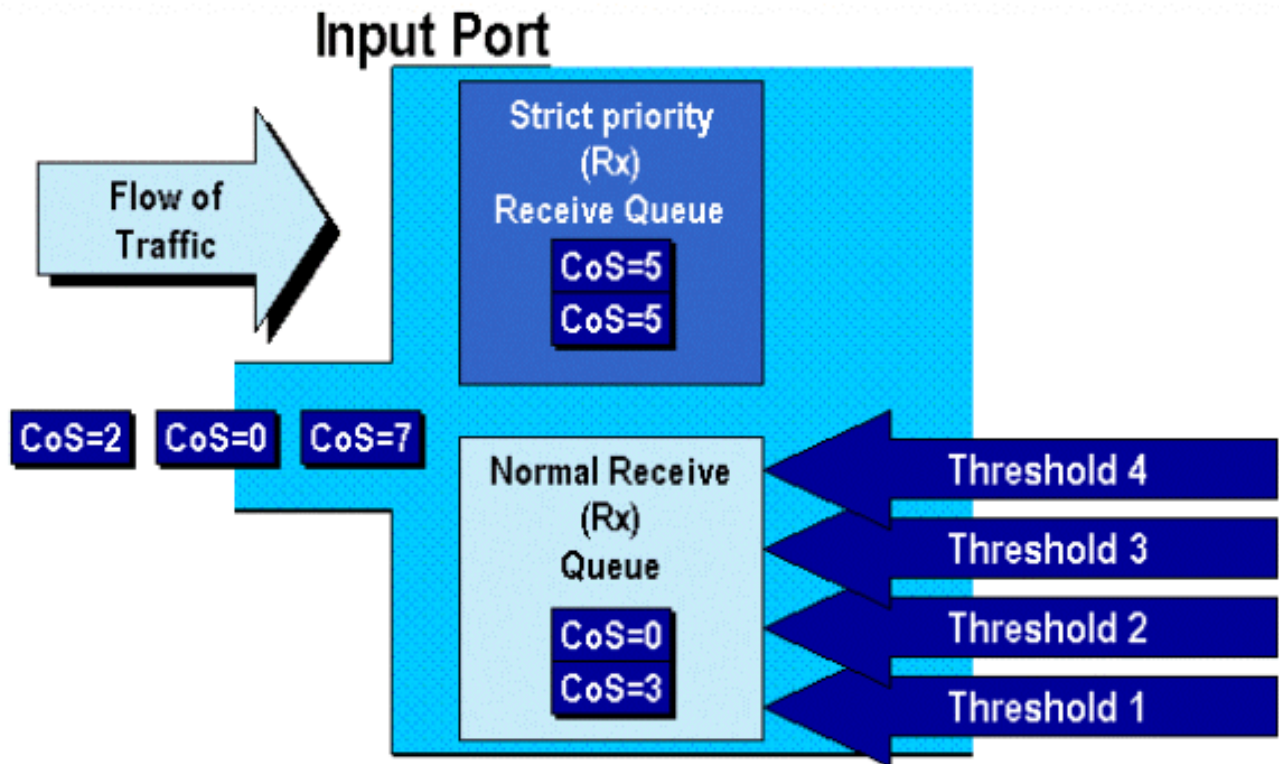 Input Port
Strict priority
(Rx)
Receive Queue
CoS=5
CoS=5
Flow of
Traffic
CoS=2 CoS=0 CoS=7
Normal Receive
(Rx)
Queue
CoS=0
CoS=3
Threshold 4
Threshold 3
Threshold 2
Threshold 1